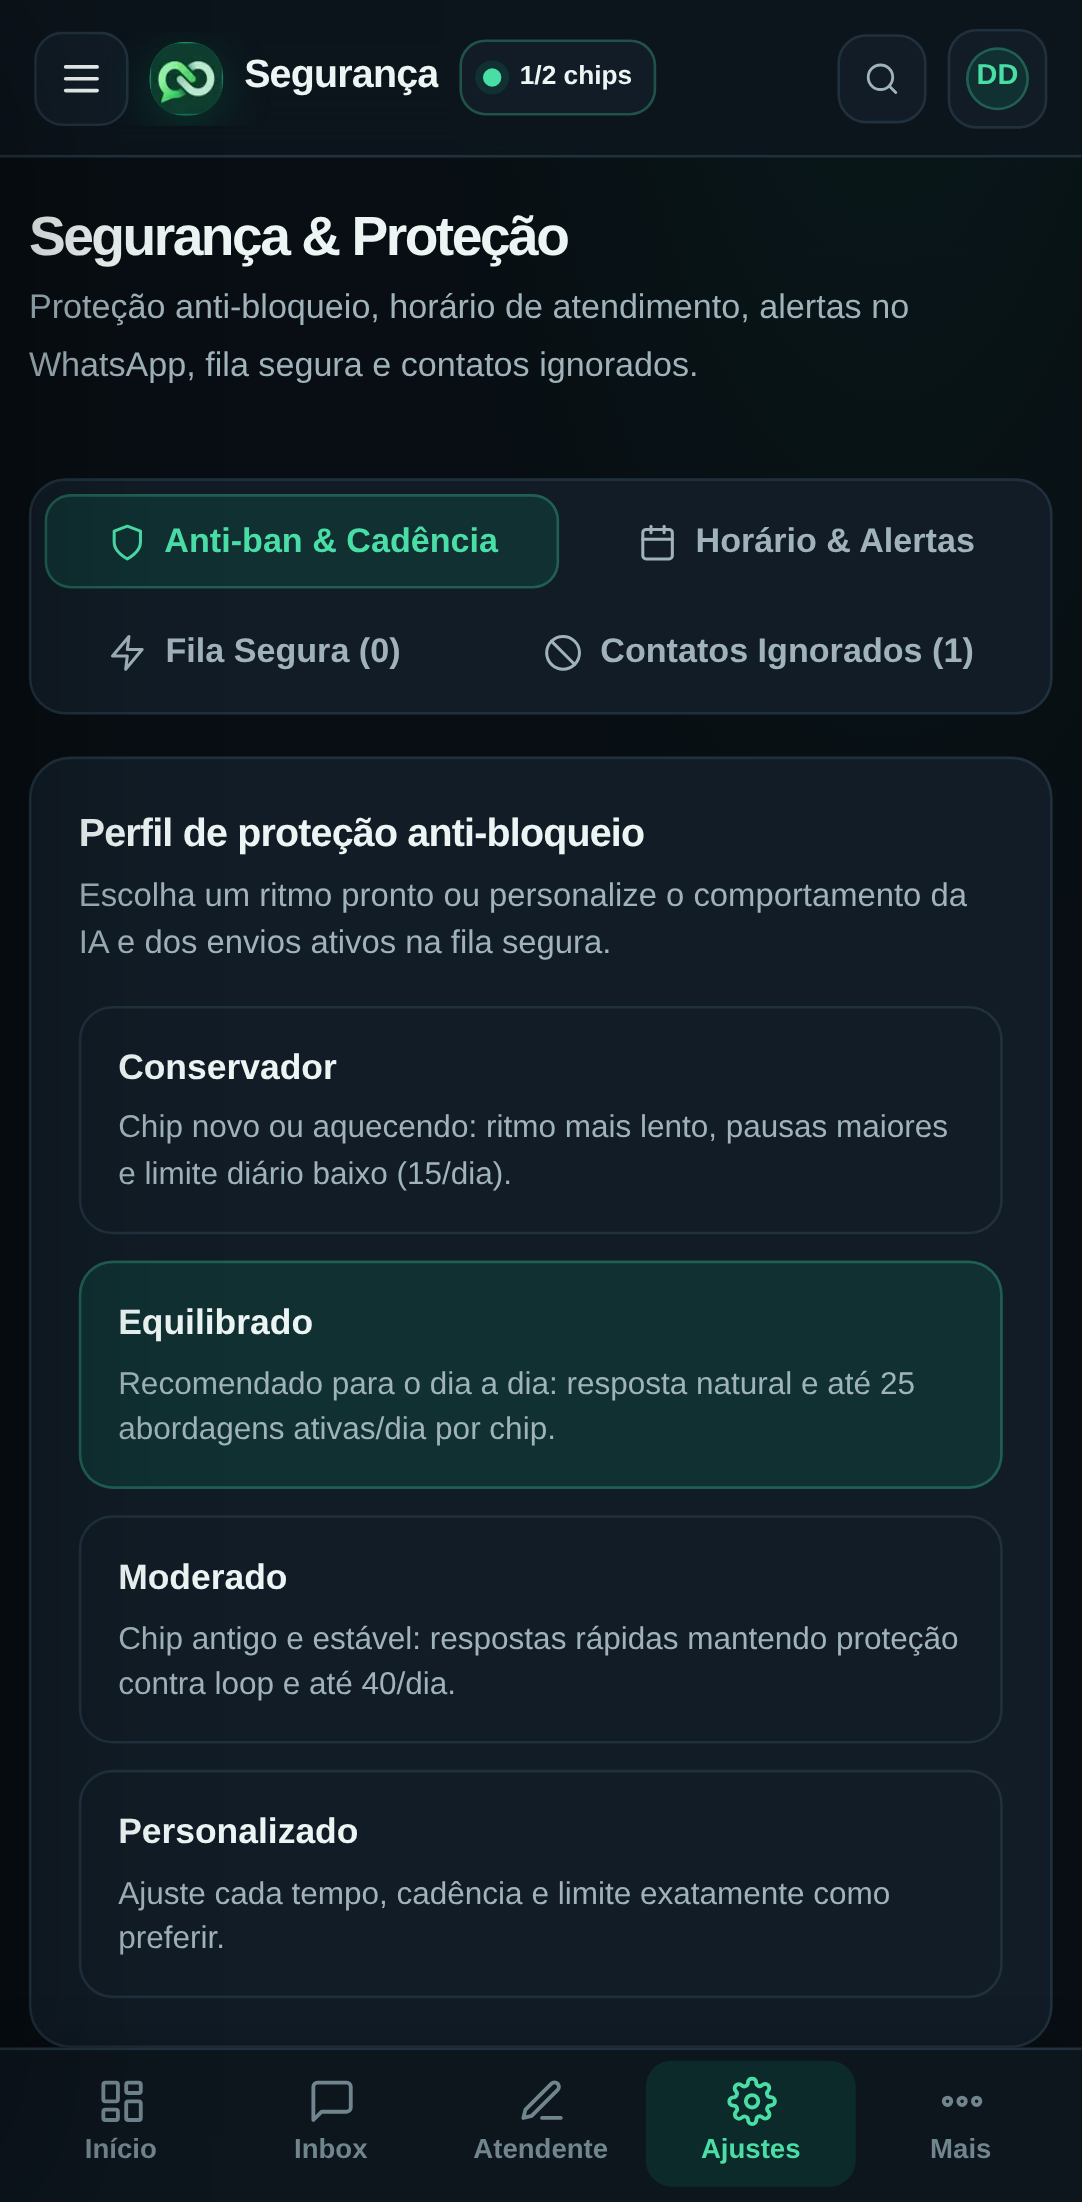 Segurança
1/2 chips
DD
Segurança & Proteção
Proteção anti-bloqueio, horário de atendimento, alertas no
WhatsApp, fila segura e contatos ignorados.
Anti-ban & Cadência
Horário & Alertas
Fila Segura (0)
Contatos Ignorados (1)
Perfil de proteção anti-bloqueio
Escolha um ritmo pronto ou personalize o comportamento da
IA e dos envios ativos na fila segura.
Conservador
Chip novo ou aquecendo: ritmo mais lento, pausas maiores
e limite diário baixo (15/dia).
Equilibrado
Recomendado para o dia a dia: resposta natural e até 25
abordagens ativas/dia por chip.
Moderado
Chip antigo e estável: respostas rápidas mantendo proteção
contra loop e até 40/dia.
Personalizado
Ajuste cada tempo, cadência e limite exatamente como
preferir.
Início
Inbox
Atendente
Ajustes
Mais